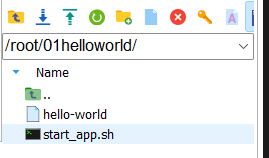 /root/01helloworld/
Name
..
hello-world
start_app.sh